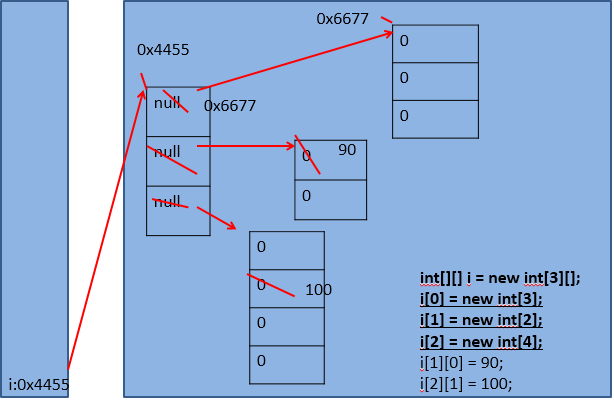 0x6677
0
0x4455
0
null
0x6677
0
null
0
90
0
null
0
0
100
0
0
int[][] i = new int[3][];
i[0] = new int[3];
i[1] = new int[2];
i[2] = new int[4];
i[1][0] = 90;
i[2][1] = 100;
i:0x4455